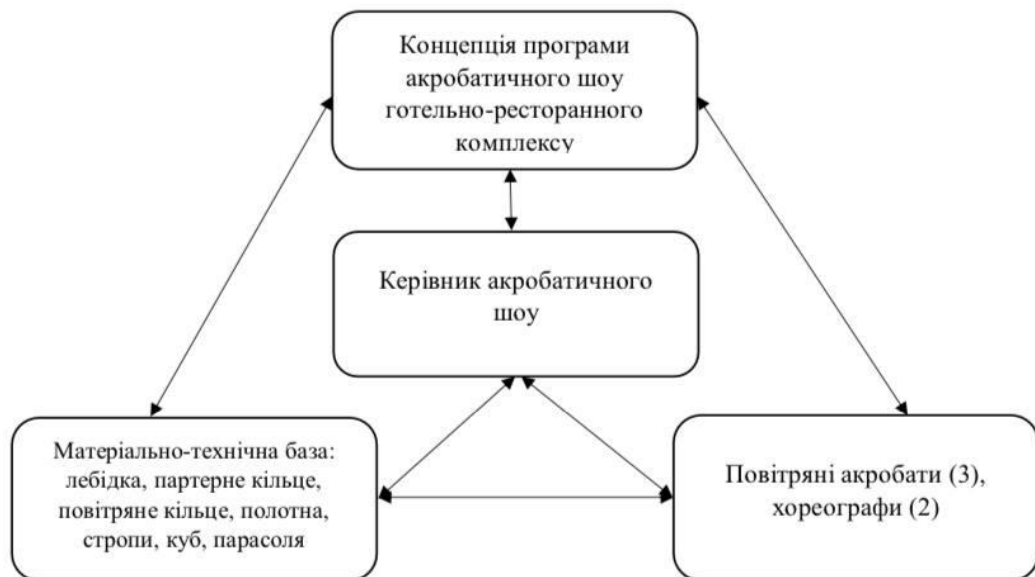 Концепція програми
акробатичного шоу
готельно-ресторанного
комплексу
Керівник акробатичного
шоу
Матеріально-технічна база:
лебідка, партерне кільце,
повітряне кільце, полотна,
стропи, куб, парасоля
Повітряні акробати (3),
хореографи (2)